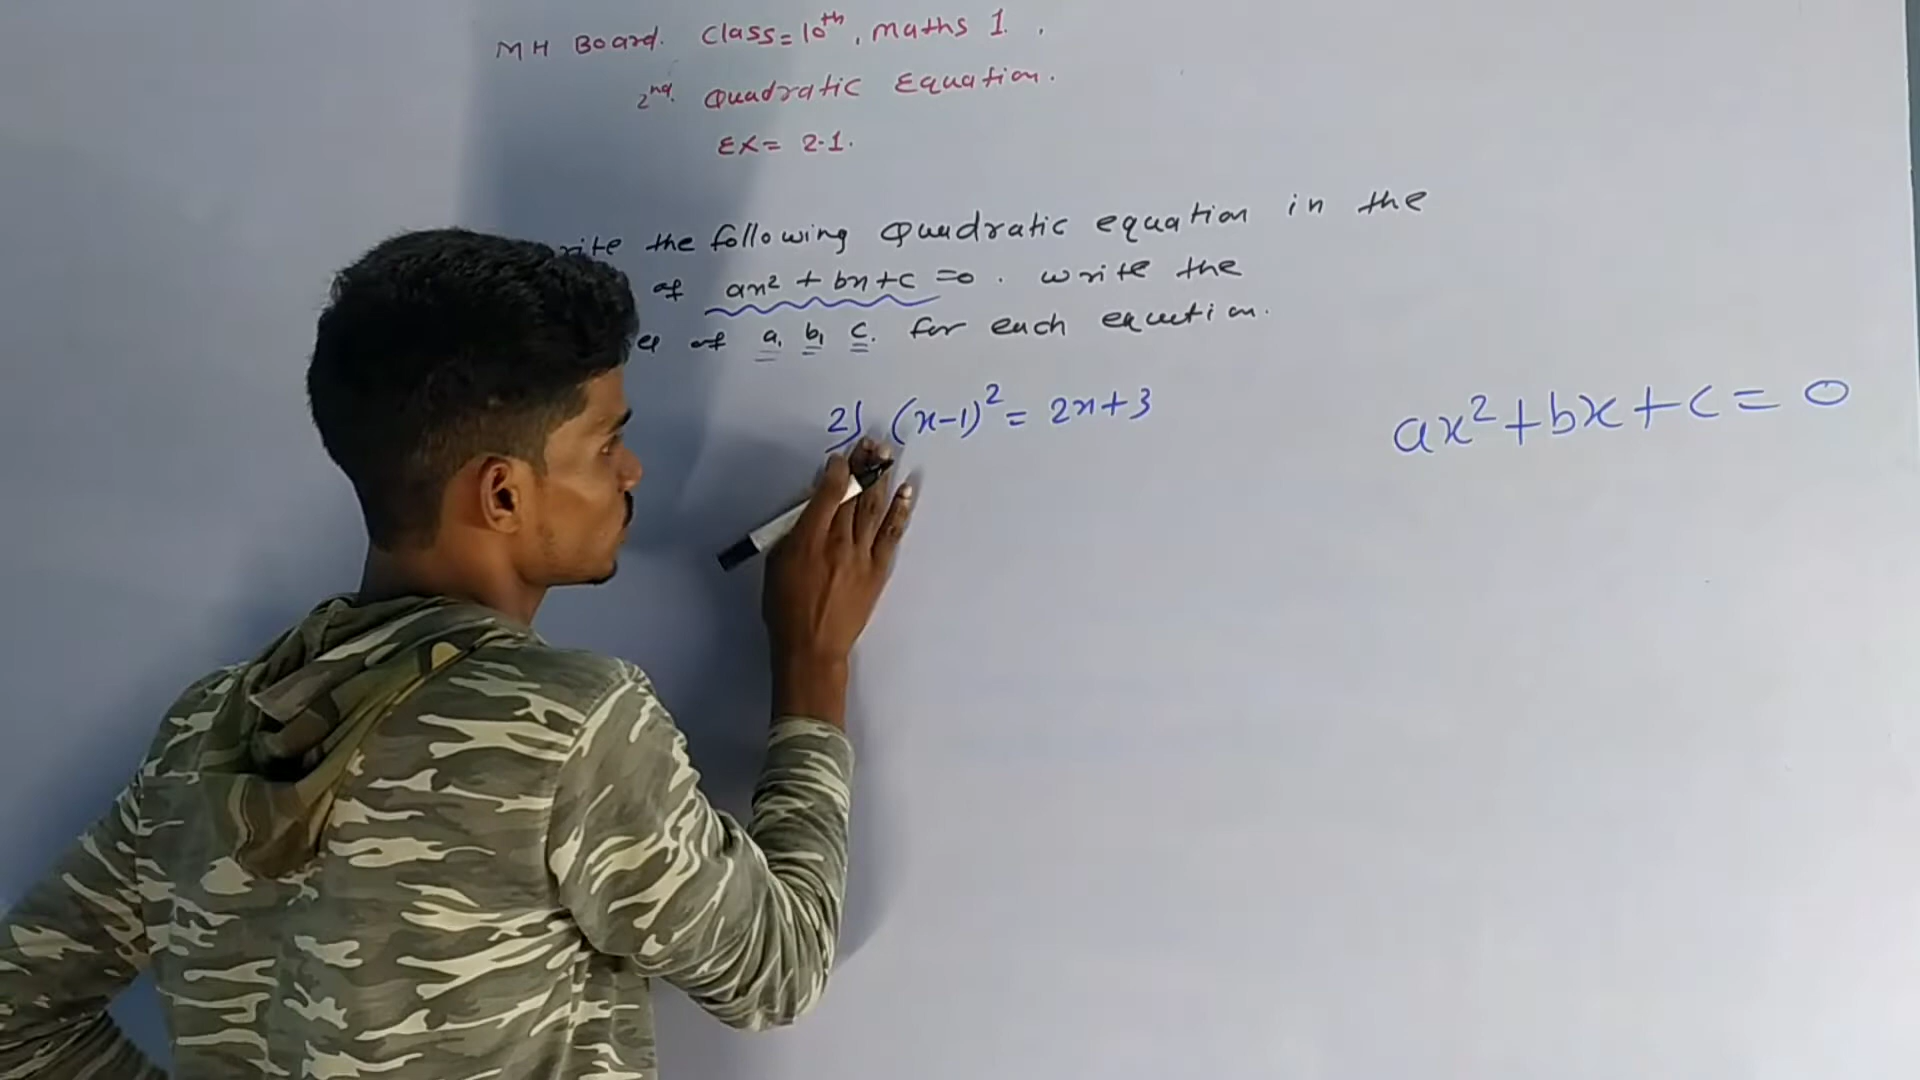 MH Board. Class=10th, Maths 1.
2nd. Quadratic Equation.
EX= 2.1.
the following Quadratic equation in the
of ax² + bx + c =0. write the
of a, b, c. for each equation.
2) (x-1)² = 2x+3
ax²+bx+c=0